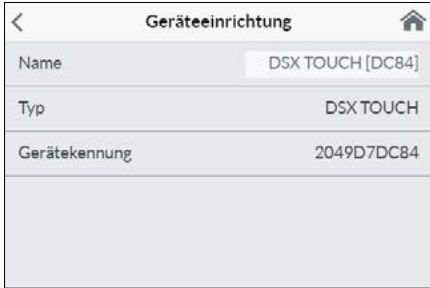 Geräteeinrichtung
Name DSX TOUCH [DC84]
Typ DSX TOUCH
Gerätekennung 2049D7DC84